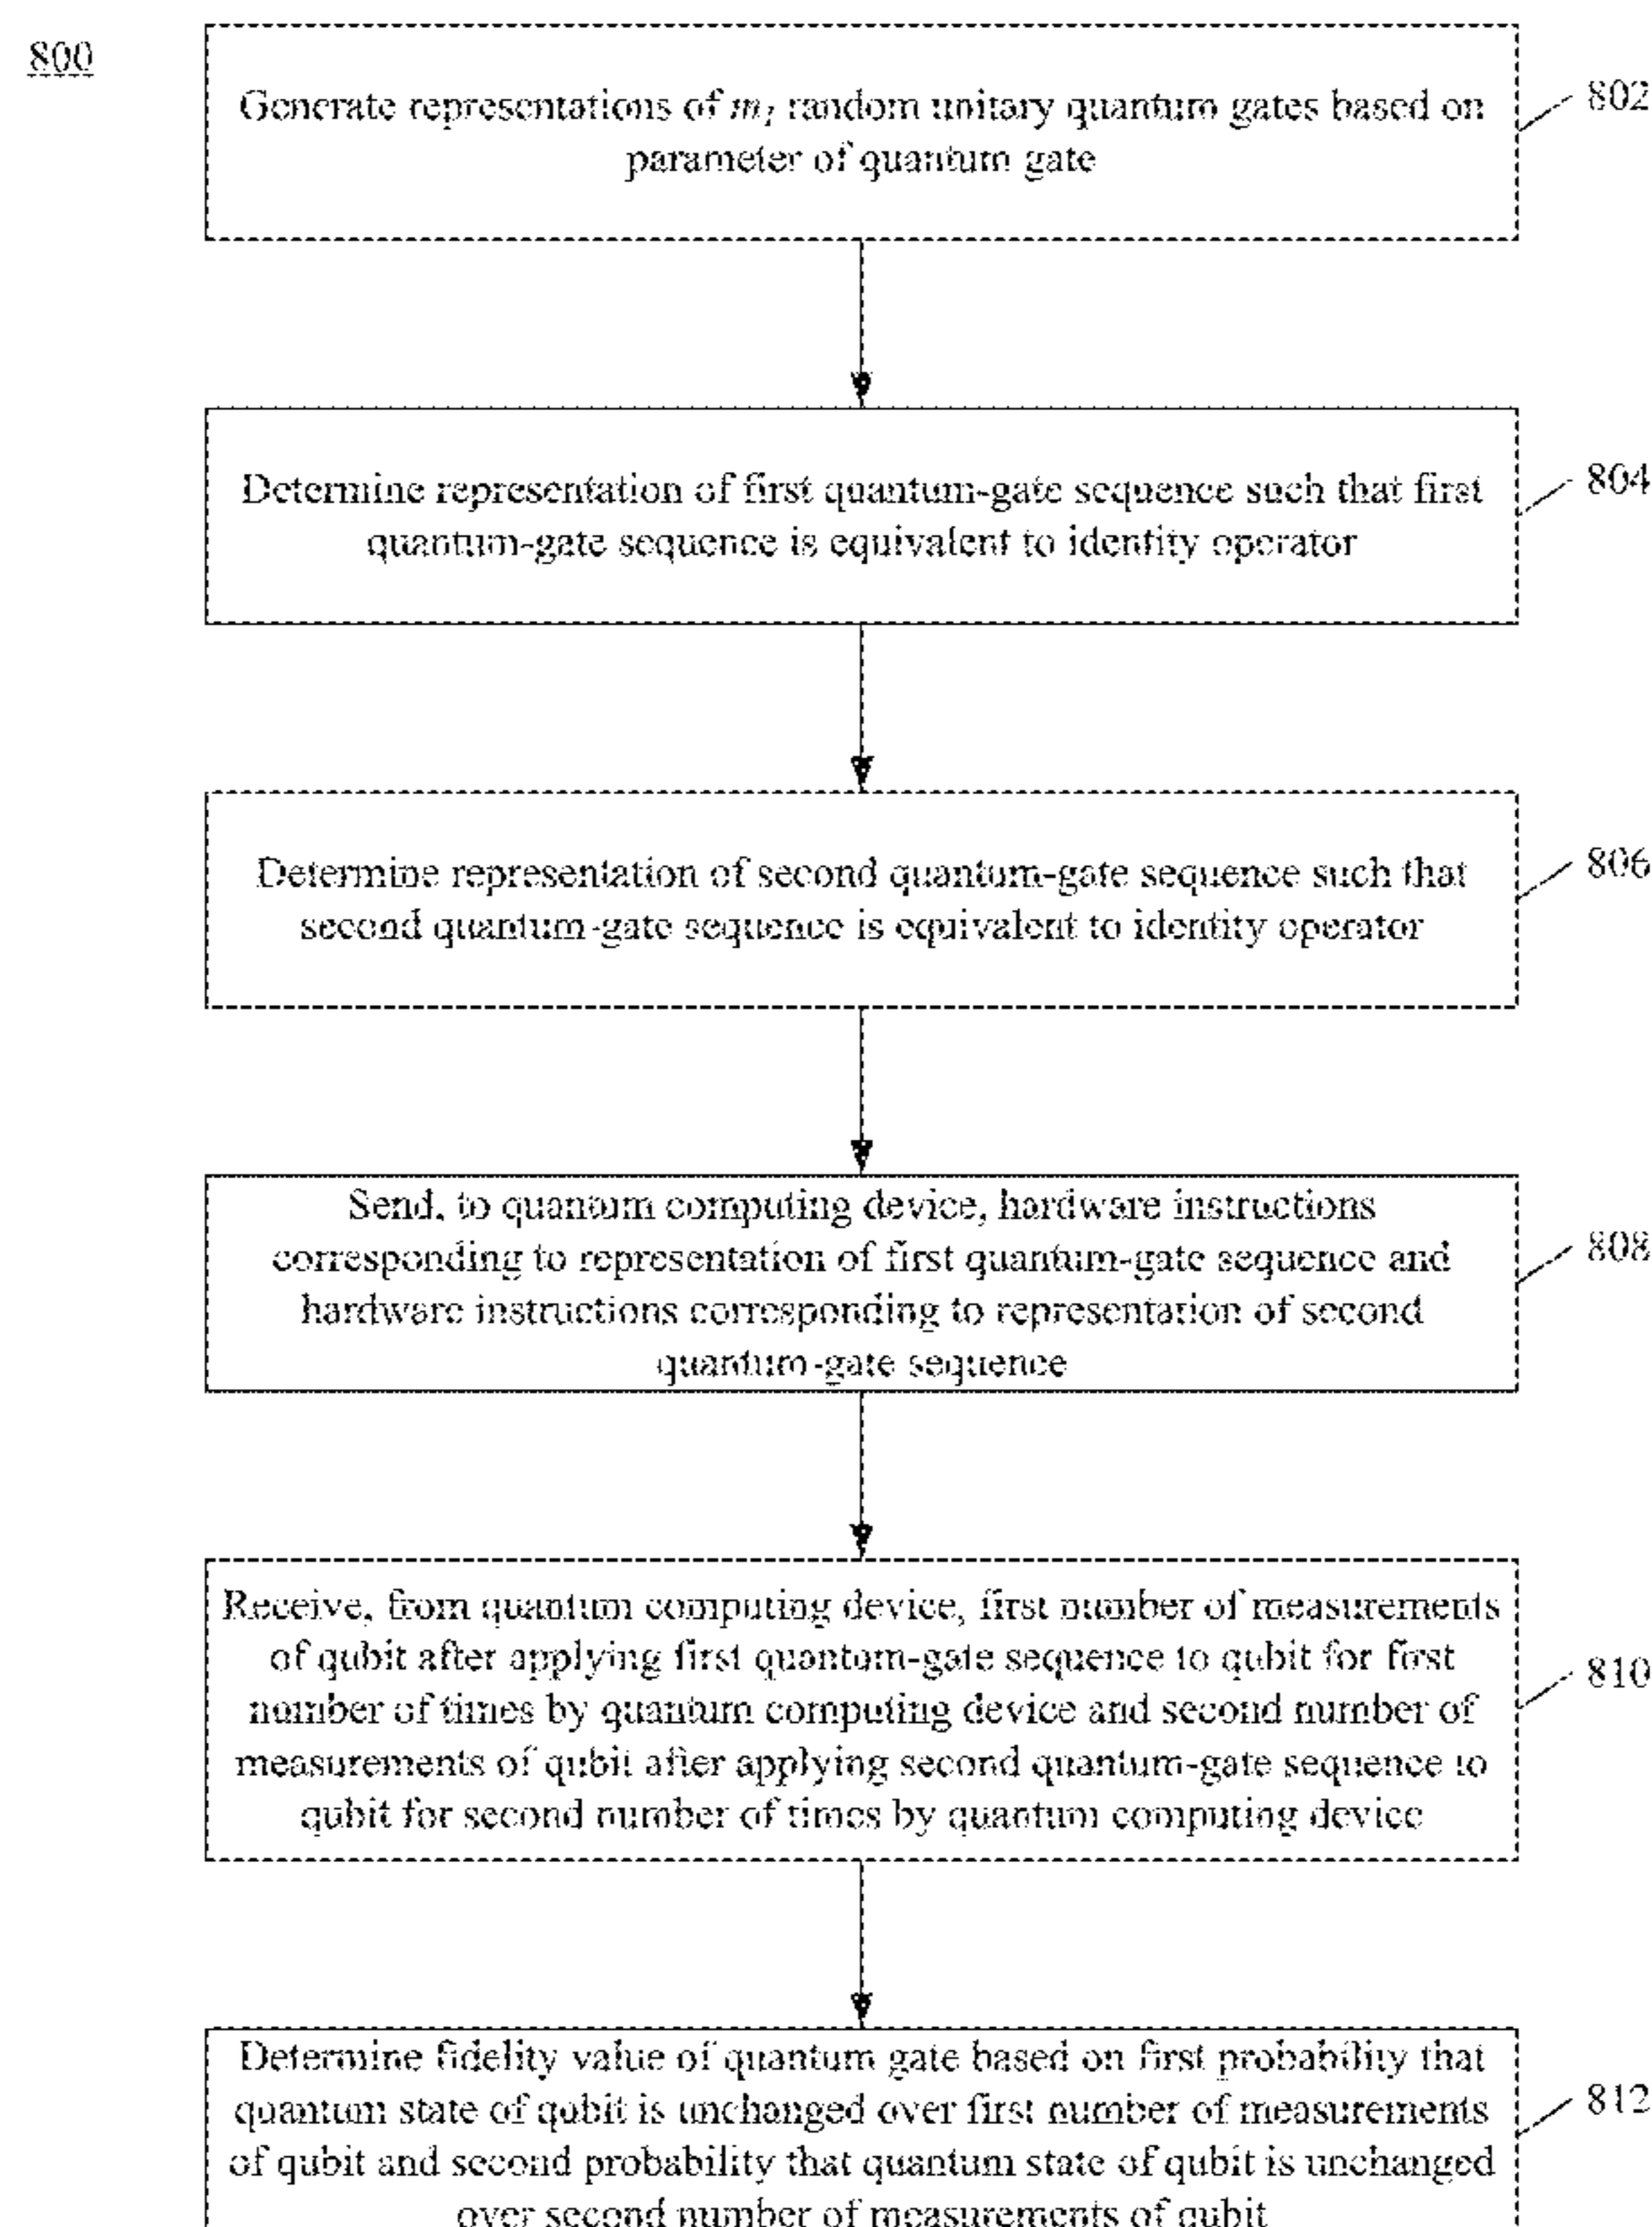 800
Generate representations of m₁ random unitary quantum gates based on
parameter of quantum gate
802
Determine representation of first quantum-gate sequence such that first
quantum-gate sequence is equivalent to identity operator
804
Determine representation of second quantum-gate sequence such that
second quantum-gate sequence is equivalent to identity operator
806
Send, to quantum computing device, hardware instructions
corresponding to representation of first quantum-gate sequence and
hardware instructions corresponding to representation of second
quantum-gate sequence
808
Receive, from quantum computing device, first number of measurements
of qubit after applying first quantum-gate sequence to qubit for first
number of times by quantum computing device and second number of
measurements of qubit after applying second quantum-gate sequence to
qubit for second number of times by quantum computing device
810
Determine fidelity value of quantum gate based on first probability that
quantum state of qubit is unchanged over first number of measurements
of qubit and second probability that quantum state of qubit is unchanged
over second number of measurements of qubit
812